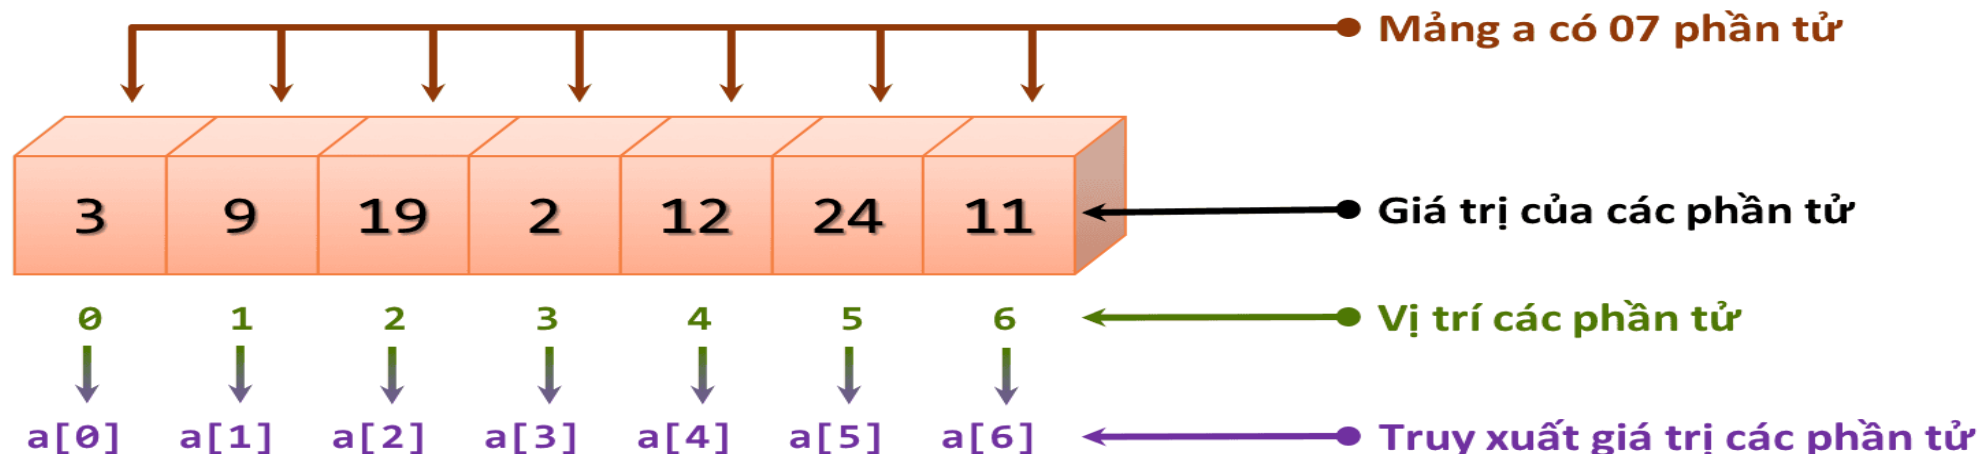 Mảng a có 07 phần tử
3 9 19 2 12 24 11
Giá trị của các phần tử
0 1 2 3 4 5 6
Vị trí các phần tử
a[0] a[1] a[2] a[3] a[4] a[5] a[6]
Truy xuất giá trị các phần tử